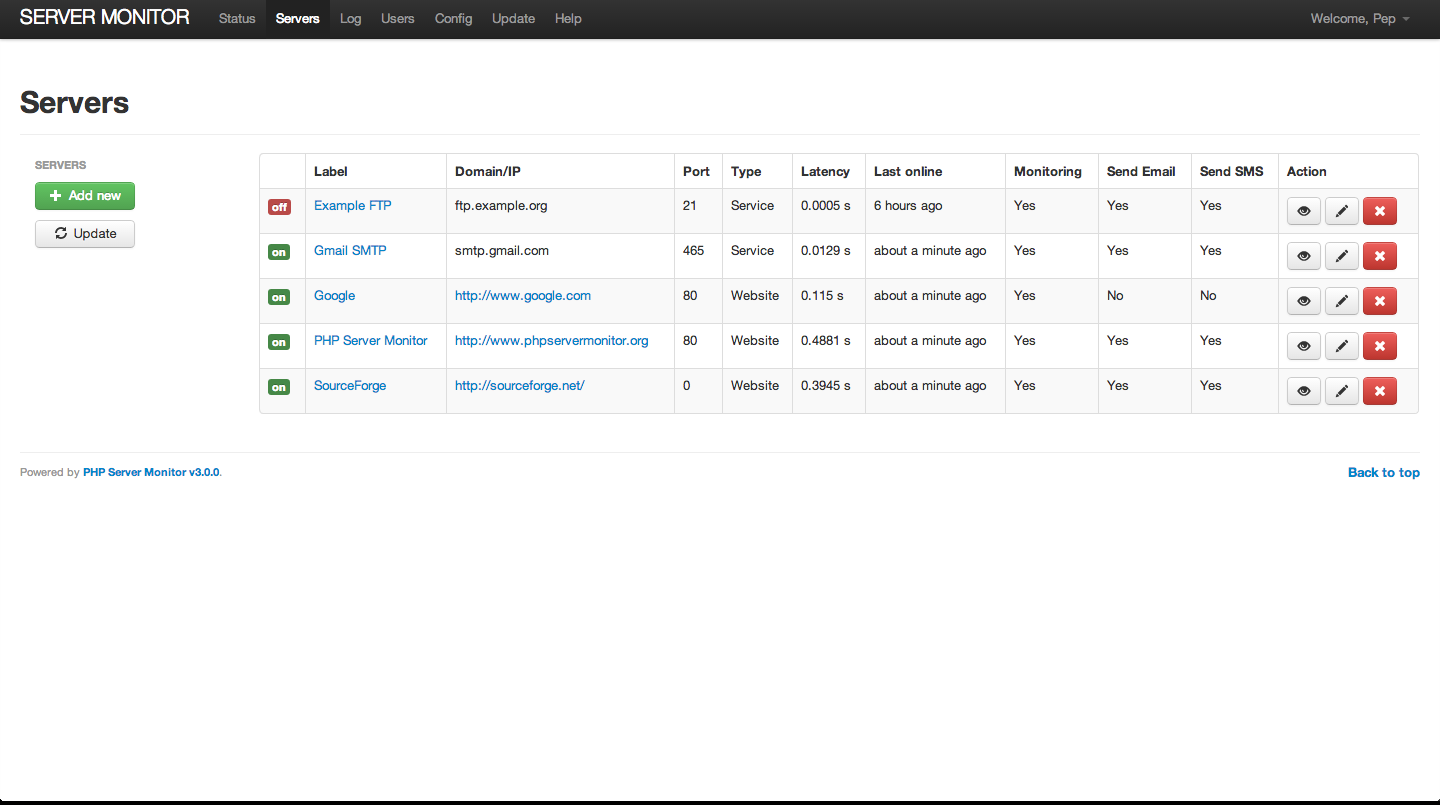 SERVER MONITOR Status Servers Log Users Config Update Help Welcome, Pep
Servers
SERVERS
Add new
Update
Label Domain/IP Port Type Latency Last online Monitoring Send Email Send SMS Action
off Example FTP ftp.example.org 21 Service 0.0005 s 6 hours ago Yes Yes Yes
on Gmail SMTP smtp.gmail.com 465 Service 0.0129 s about a minute ago Yes Yes Yes
on Google http://www.google.com 80 Website 0.115 s about a minute ago Yes No No
on PHP Server Monitor http://www.phpservermonitor.org 80 Website 0.4881 s about a minute ago Yes Yes Yes
on SourceForge http://sourceforge.net/ 0 Website 0.3945 s about a minute ago Yes Yes Yes
Powered by PHP Server Monitor v3.0.0. Back to top